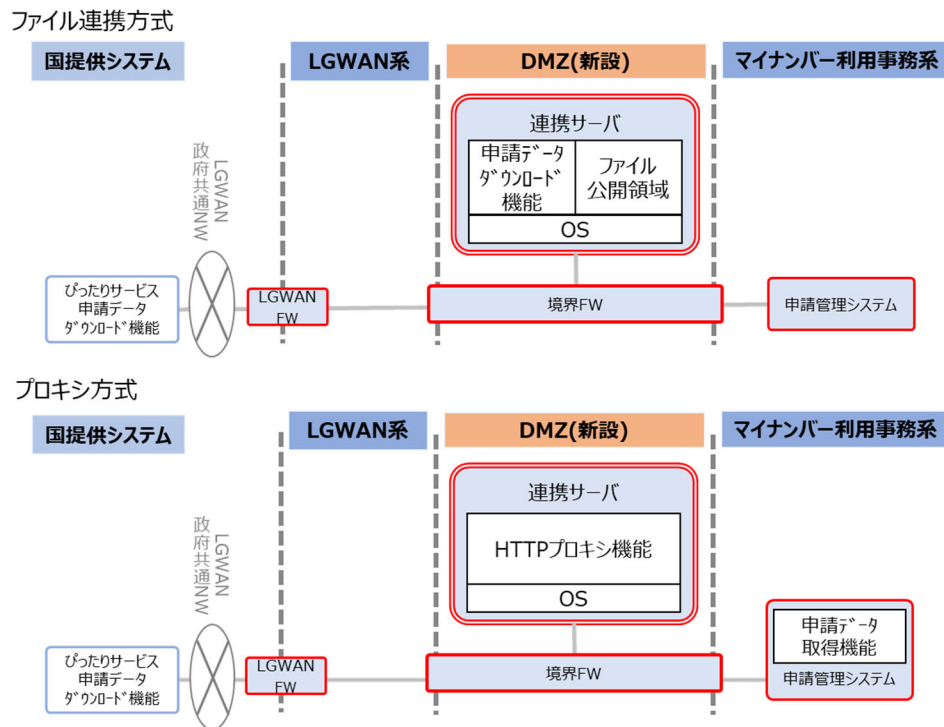 ファイル連携方式
国提供システム
LGWAN系
DMZ(新設)
マイナンバー利用事務系
連携サーバ
申請ﾃﾞｰﾀ
ﾀﾞｳﾝﾛｰﾄﾞ
機能
ファイル
公開領域
OS
LGWAN
政府共通NW
ぴったりサービス
申請データ
ﾀﾞｳﾝﾛｰﾄﾞ機能
LGWAN
FW
境界FW
申請管理システム
プロキシ方式
国提供システム
LGWAN系
DMZ(新設)
マイナンバー利用事務系
連携サーバ
HTTPプロキシ機能
OS
LGWAN
政府共通NW
ぴったりサービス
申請データ
ﾀﾞｳﾝﾛｰﾄﾞ機能
LGWAN
FW
境界FW
申請ﾃﾞｰﾀ
取得機能
申請管理システム